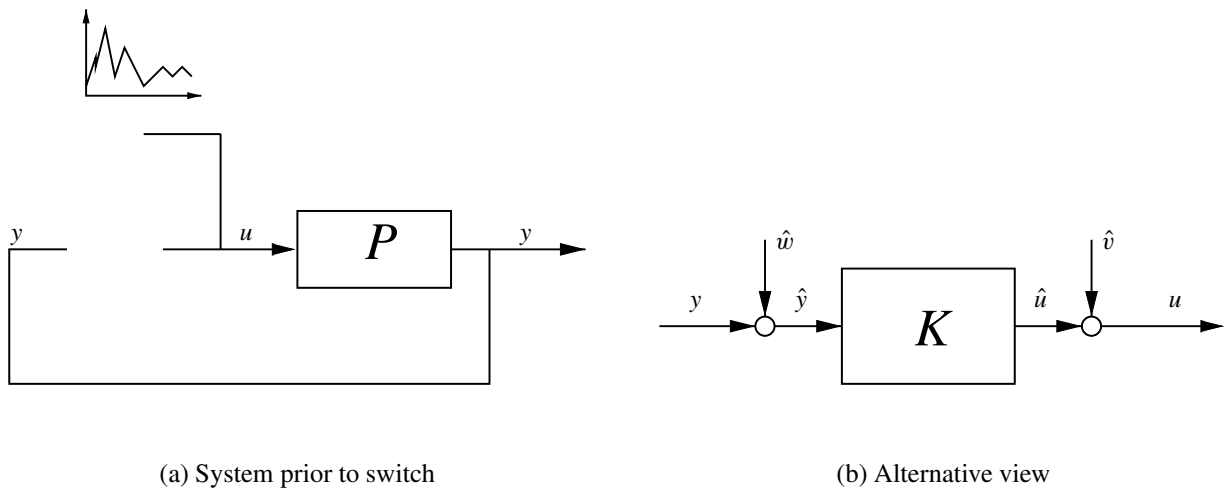 y
u
P
y
(a) System prior to switch
ŵ
v̂
y
ŷ
K
û
u
(b) Alternative view